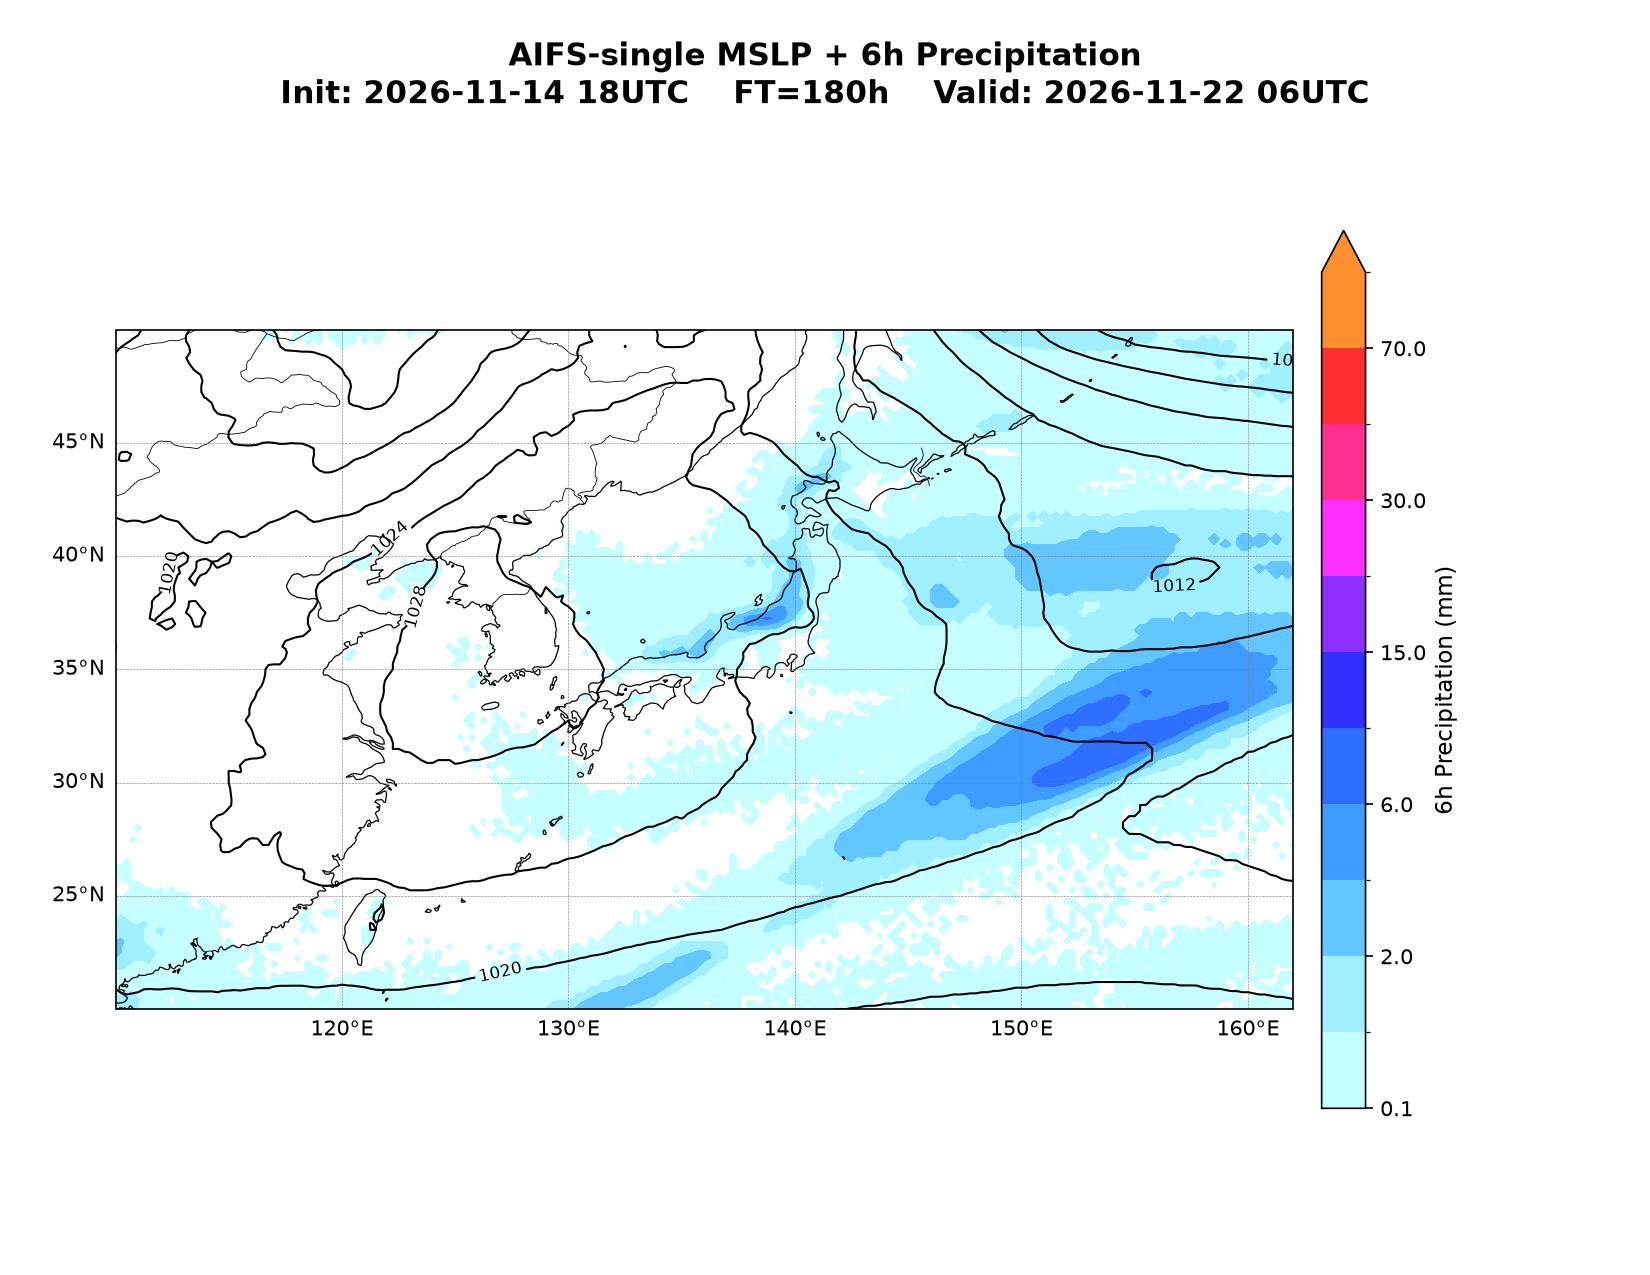 AIFS-single MSLP + 6h Precipitation
Init: 2026-11-14 18UTC    FT=180h    Valid: 2026-11-22 06UTC
70.0
10
45°N
30.0
1024
40°N
1020
1012
1028
6h Precipitation (mm)
35°N
15.0
30°N
6.0
25°N
2.0
1020
120°E 130°E 140°E 150°E 160°E
0.1